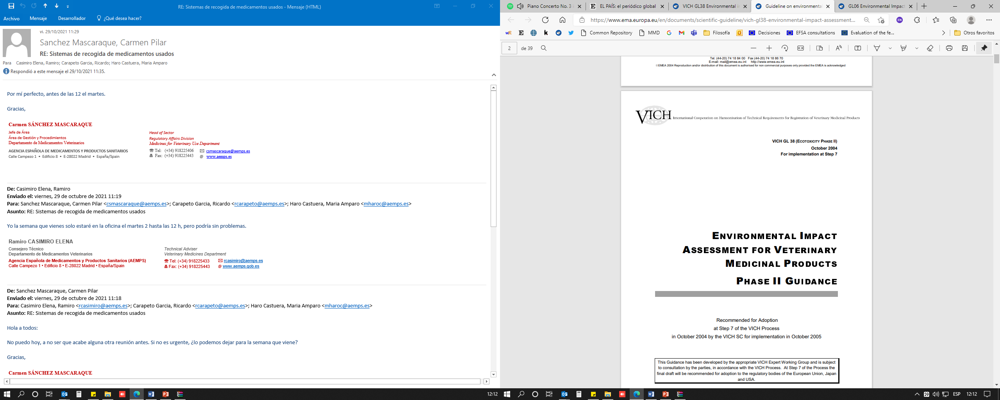 RE: Sistemas de recogida de medicamentos usados - Mensaje (HTML)
Archivo Mensaje Desarrollador ¿Qué desea hacer?
vi. 29/10/2021 11:29
Sanchez Mascaraque, Carmen Pilar
RE: Sistemas de recogida de medicamentos usados
Para Casimiro Elena, Ramiro; Carapeto Garcia, Ricardo; Haro Castuera, Maria Amparo
Respondió a este mensaje el 29/10/2021 11:35.
Por mí perfecto, antes de las 12 el martes.
Gracias,
Carmen SÁNCHEZ MASCARAQUE
Jefe de Área
Área de Gestión y Procedimientos
Departamento de Medicamentos Veterinarios
AGENCIA ESPAÑOLA DE MEDICAMENTOS Y PRODUCTOS SANITARIOS
Calle Campezo 1 • Edificio 8 • E-28022 Madrid • España/Spain
Head of Sector
Regulatory Affairs Division
Medicines for Veterinary Use Department
Tel: (+34) 918225406 csmascaraque@aemps.es
Fax: (+34) 918225443 @ www.aemps.es
De: Casimiro Elena, Ramiro
Enviado el: viernes, 29 de octubre de 2021 11:19
Para: Sanchez Mascaraque, Carmen Pilar <csmascaraque@aemps.es>; Carapeto Garcia, Ricardo <rcarapeto@aemps.es>; Haro Castuera, Maria Amparo <mharoc@aemps.es>
Asunto: RE: Sistemas de recogida de medicamentos usados
Yo la semana que vienes solo estaré en la oficina el martes 2 hasta las 12 h, pero podría sin problemas.
Ramiro CASIMIRO ELENA
Consejero Técnico
Departamento de Medicamentos Veterinarios
Agencia Española de Medicamentos y Productos Sanitarios (AEMPS)
Calle Campezo 1 • Edificio 8 • E-28022 Madrid • España/Spain
Technical Adviser
Veterinary Medicines Department
Tel: (+34) 918225433 rcasimiro@aemps.es
Fax: (+34) 918225443 @ www.aemps.gob.es
De: Sanchez Mascaraque, Carmen Pilar
Enviado el: viernes, 29 de octubre de 2021 11:18
Para: Casimiro Elena, Ramiro <rcasimiro@aemps.es>; Carapeto Garcia, Ricardo <rcarapeto@aemps.es>; Haro Castuera, Maria Amparo <mharoc@aemps.es>
Asunto: RE: Sistemas de recogida de medicamentos usados
Hola a todos:
No puedo hoy, a no ser que acabe alguna otra reunión antes. Si no es urgente, ¿lo podemos dejar para la semana que viene?
Gracias,
Carmen SÁNCHEZ MASCARAQUE
12:12
Piano Concerto No. 3 EL PAÍS: el periódico global VICH GL38 Environmental i Guideline on environmental GL06 Environmental Impact
https://www.ema.europa.eu/en/documents/scientific-guideline/vich-gl38-environmental-impact-assessment...
Common Repository MMD Filosofía Decisiones EFSA consultations Evaluation of the fe... Otros favoritos
2 de 39
Tel. (44-20) 74 18 84 00 Fax (44-20) 74 18 86 70
E-mail: mail@emea.eu.int http://www.emea.eu.int
©EMEA 2004 Reproduction and/or distribution of this document is authorised for non commercial purposes only provided the EMEA is acknowledged
VICH International Cooperation on Harmonisation of Technical Requirements for Registration of Veterinary Medicinal Products
VICH GL 38 (ECOTOXICITY PHASE II)
October 2004
For implementation at Step 7
ENVIRONMENTAL IMPACT
ASSESSMENT FOR VETERINARY
MEDICINAL PRODUCTS
PHASE II GUIDANCE
Recommended for Adoption
at Step 7 of the VICH Process
in October 2004 by the VICH SC for implementation in October 2005
This Guidance has been developed by the appropriate VICH Expert Working Group and is subject
to consultation by the parties, in accordance with the VICH Process. At Step 7 of the Process the
final draft will be recommended for adoption to the regulatory bodies of the European Union, Japan
and USA.
29 ESP 12:12